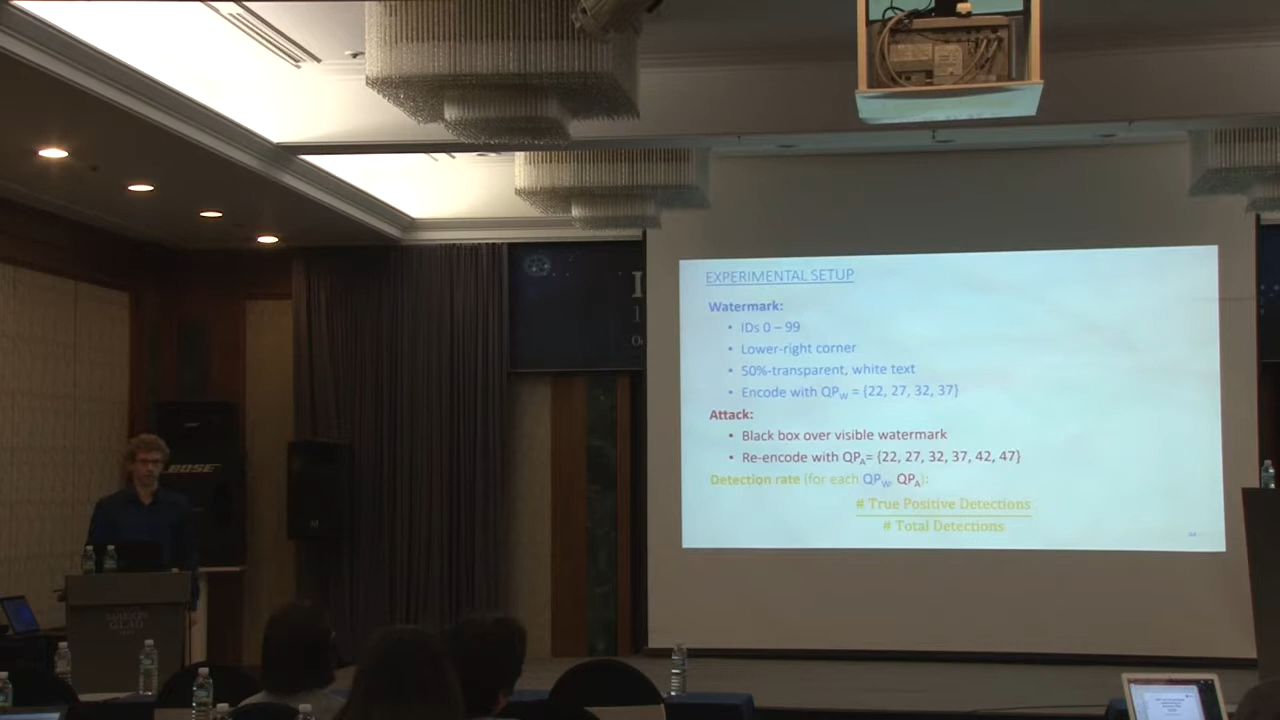 EXPERIMENTAL SETUP
Watermark:
• IDs 0 – 99
• Lower-right corner
• 50%-transparent, white text
• Encode with QPW = {22, 27, 32, 37}
Attack:
• Black box over visible watermark
• Re-encode with QPA= {22, 27, 32, 37, 42, 47}
Detection rate (for each QPW, QPA):
# True Positive Detections
# Total Detections
BOSE
GLAD